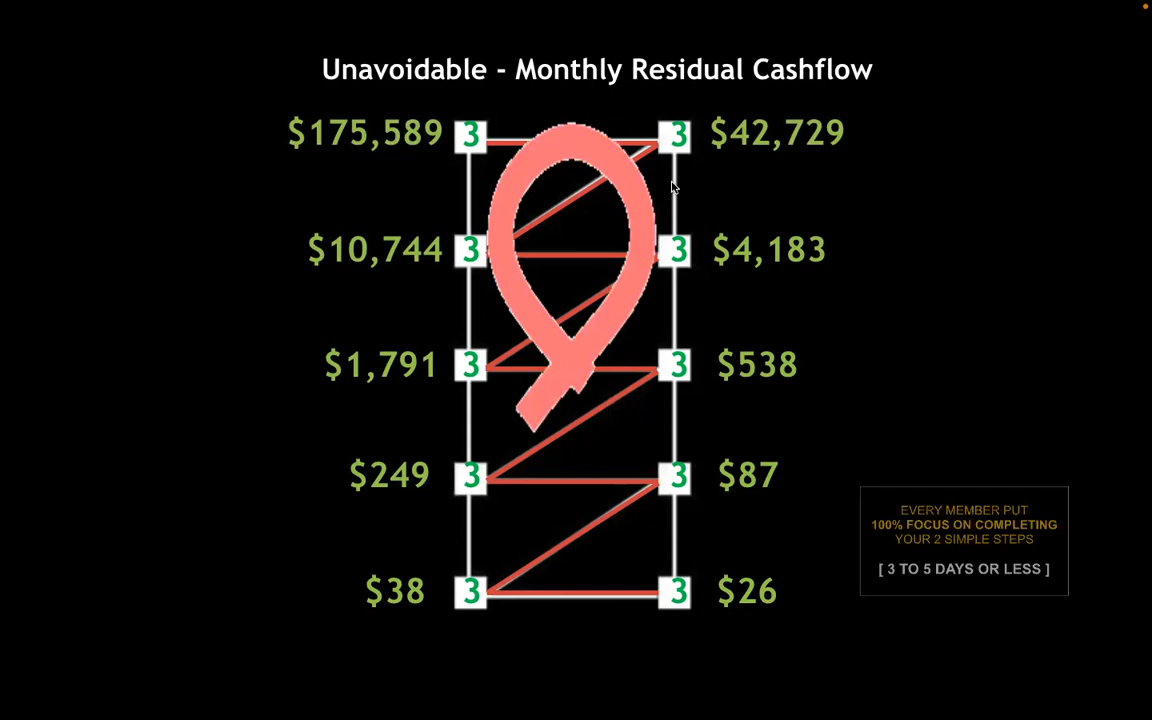 Unavoidable - Monthly Residual Cashflow
$175,589 3 3 $42,729
$10,744 3 3 $4,183
$1,791 3 3 $538
$249 3 3 $87
$38 3 3 $26
EVERY MEMBER PUT
100% FOCUS ON COMPLETING
YOUR 2 SIMPLE STEPS
[ 3 TO 5 DAYS OR LESS ]